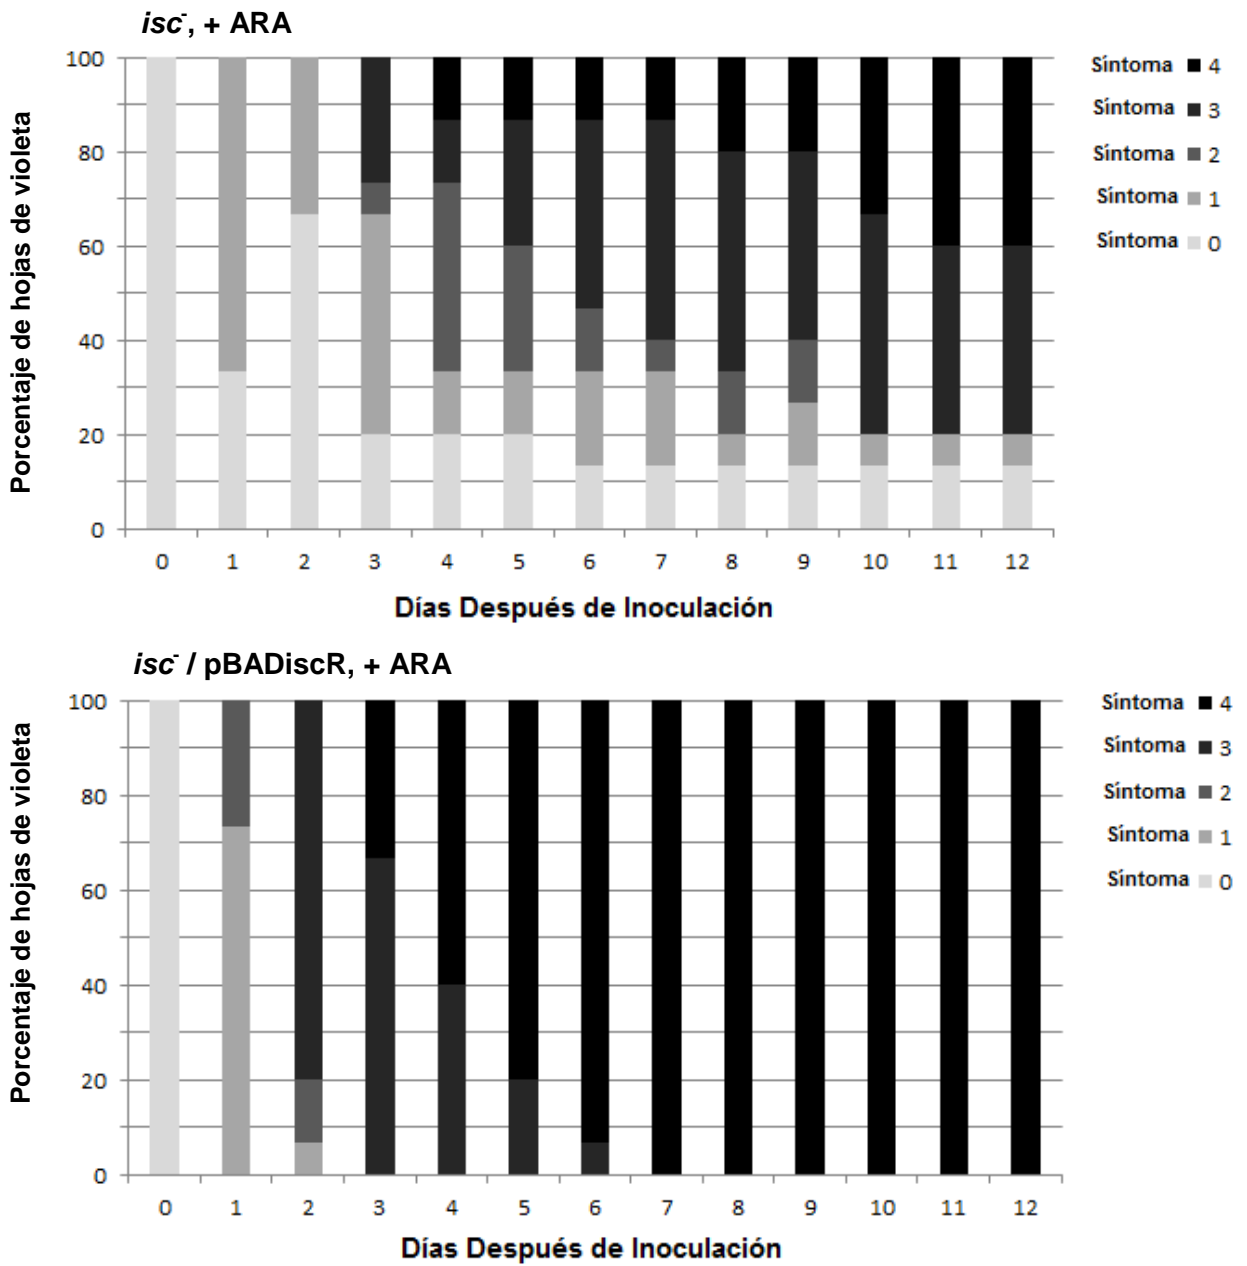 isc-, + ARA
Porcentaje de hojas de violeta
100
80
60
40
20
0
0 1 2 3 4 5 6 7 8 9 10 11 12
Días Después de Inoculación
Síntoma 4
Síntoma 3
Síntoma 2
Síntoma 1
Síntoma 0
isc- / pBADiscR, + ARA
Porcentaje de hojas de violeta
100
80
60
40
20
0
0 1 2 3 4 5 6 7 8 9 10 11 12
Días Después de Inoculación
Síntoma 4
Síntoma 3
Síntoma 2
Síntoma 1
Síntoma 0